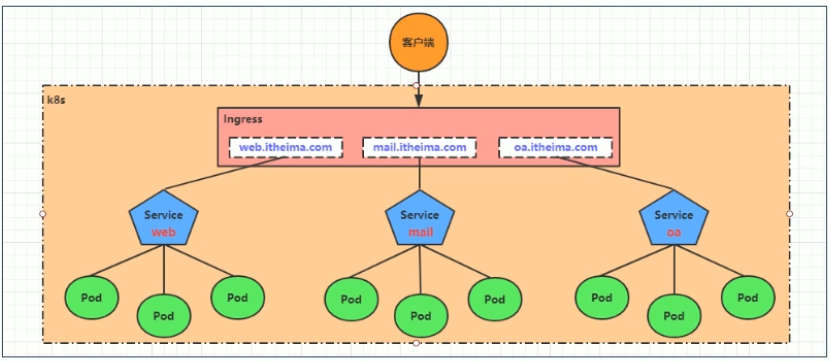 客户端
k8s
Ingress
web.itheima.com
mail.itheima.com
oa.itheima.com
Service
web
Service
mail
Service
oa
Pod
Pod
Pod
Pod
Pod
Pod
Pod
Pod
Pod